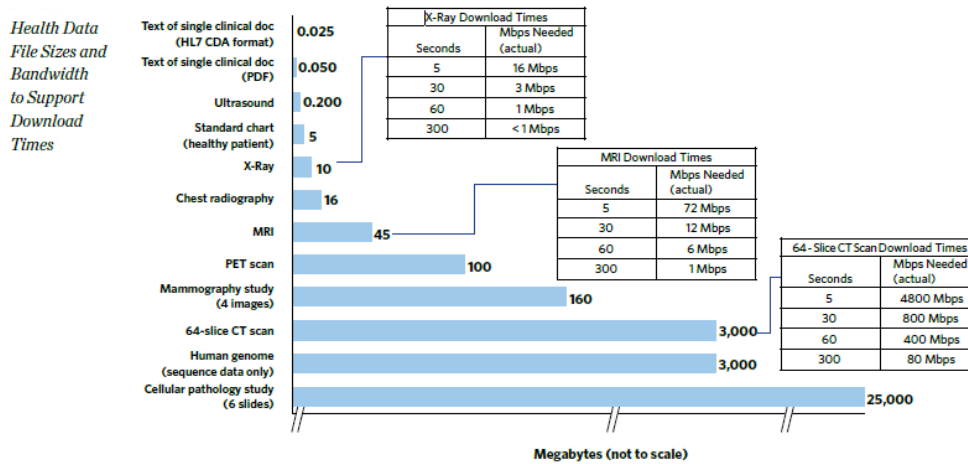 Health Data
File Sizes and
Bandwidth
to Support
Download
Times
Text of single clinical doc
(HL7 CDA format)
0.025
Text of single clinical doc
(PDF)
0.050
Ultrasound
0.200
Standard chart
(healthy patient)
5
X-Ray
10
Chest radiography
16
MRI
45
PET scan
100
Mammography study
(4 images)
160
64-slice CT scan
3,000
Human genome
(sequence data only)
3,000
Cellular pathology study
(6 slides)
25,000
Megabytes (not to scale)
X-Ray Download Times
Seconds Mbps Needed
(actual)
5 16 Mbps
30 3 Mbps
60 1 Mbps
300 <1 Mbps
MRI Download Times
Seconds Mbps Needed
(actual)
5 72 Mbps
30 12 Mbps
60 6 Mbps
300 1 Mbps
64-Slice CT Scan Download Times
Seconds Mbps Needed
(actual)
5 4800 Mbps
30 800 Mbps
60 400 Mbps
300 80 Mbps